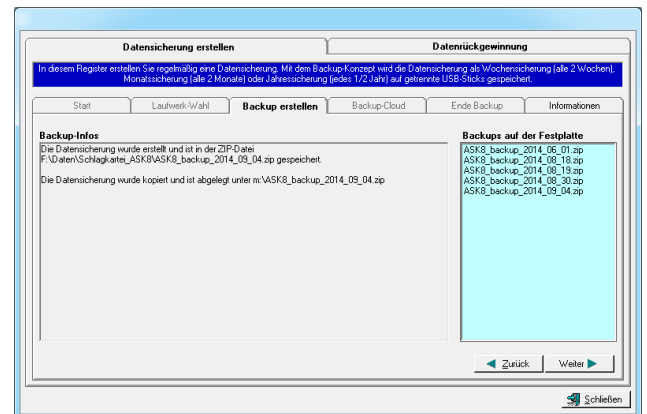 Datensicherung erstellen
Datenrückgewinnung
In diesem Register erstellen Sie regelmäßig eine Datensicherung. Mit dem Backup-Konzept wird die Datensicherung als Wochensicherung (alle 2 Wochen),
Monatssicherung (alle 2 Monate) oder Jahressicherung (jedes 1/2 Jahr) auf getrennte USB-Sticks gespeichert.
Start
Laufwerk-Wahl
Backup erstellen
Backup-Cloud
Ende Backup
Informationen
Backup-Infos
Die Datensicherung wurde erstellt und ist in der ZIP-Datei
F:\Daten\Schlagkartei_ASK8\ASK8_backup_2014_09_04.zip gespeichert.
Die Datensicherung wurde kopiert und ist abgelegt unter m:\ASK8_backup_2014_09_04.zip
Backups auf der Festplatte
ASK8_backup_2014_06_01.zip
ASK8_backup_2014_08_18.zip
ASK8_backup_2014_08_19.zip
ASK8_backup_2014_08_30.zip
ASK8_backup_2014_09_04.zip
Zurück
Weiter
Schließen